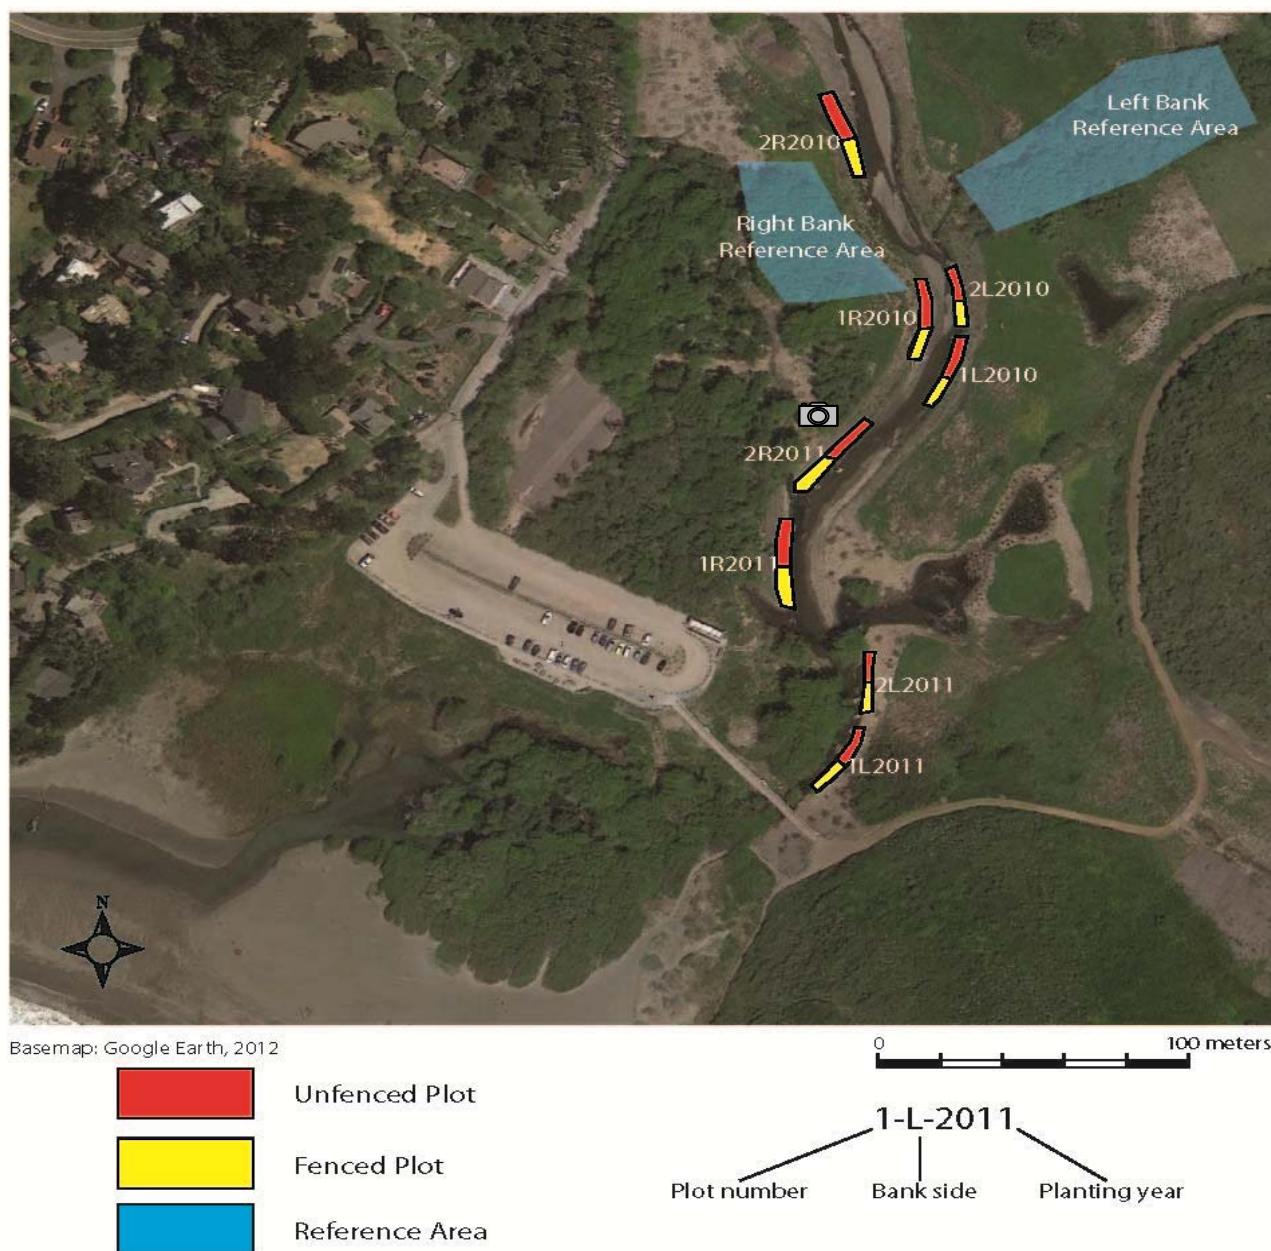 Left Bank
Reference Area
2R2010
Right Bank
Reference Area
2L2010
1R2010
1L2010
2R2011
1R2011
2L2011
1L2011
N
Basemap: Google Earth, 2012
0 100 meters
Unfenced Plot
1-L-2011
Fenced Plot
Plot number Bank side Planting year
Reference Area